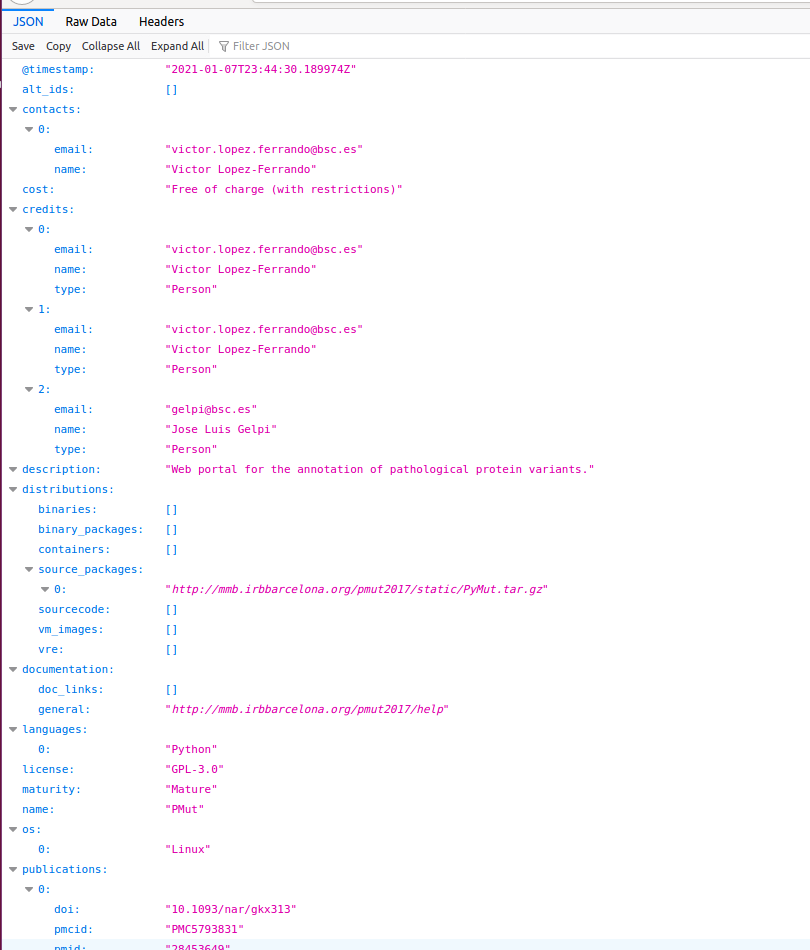 JSON Raw Data Headers
Save Copy Collapse All Expand All Filter JSON
@timestamp: "2021-01-07T23:44:30.189974Z"
alt_ids: []
contacts:
0:
email: "victor.lopez.ferrando@bsc.es"
name: "Victor Lopez-Ferrando"
cost: "Free of charge (with restrictions)"
credits:
0:
email: "victor.lopez.ferrando@bsc.es"
name: "Victor Lopez-Ferrando"
type: "Person"
1:
email: "victor.lopez.ferrando@bsc.es"
name: "Victor Lopez-Ferrando"
type: "Person"
2:
email: "gelpi@bsc.es"
name: "Jose Luis Gelpi"
type: "Person"
description: "Web portal for the annotation of pathological protein variants."
distributions:
binaries: []
binary_packages: []
containers: []
source_packages:
0: "http://mmb.irbbarcelona.org/pmut2017/static/PyMut.tar.gz"
sourcecode: []
vm_images: []
vre: []
documentation:
doc_links: []
general: "http://mmb.irbbarcelona.org/pmut2017/help"
languages:
0: "Python"
license: "GPL-3.0"
maturity: "Mature"
name: "PMut"
os:
0: "Linux"
publications:
0:
doi: "10.1093/nar/gkx313"
pmcid: "PMC5793831"
pmid: "28453649"